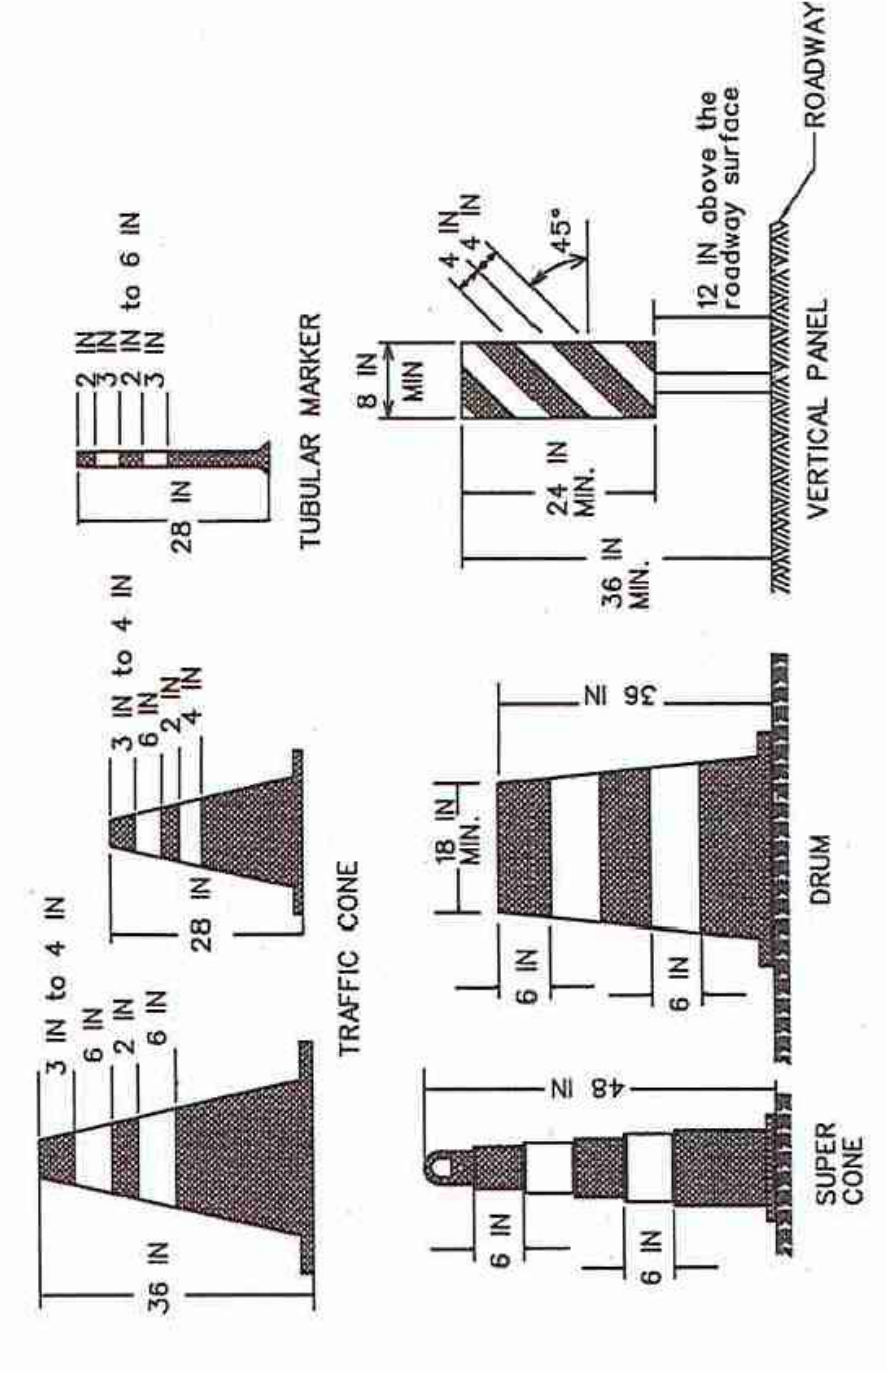 36 IN
3 IN to 4 IN
6 IN
2 IN
6 IN
28 IN
3 IN to 4 IN
6 IN
2 IN
4 IN
TRAFFIC CONE
28 IN
2 IN
3 IN
2 IN to 6 IN
3 IN
TUBULAR MARKER
6 IN
6 IN
48 IN
SUPER
CONE
6 IN
6 IN
18 IN
MIN.
36 IN
DRUM
36 IN
MIN.
24 IN
MIN.
8 IN
MIN
4 IN
4 IN
45°
12 IN above the
roadway surface
ROADWAY
VERTICAL PANEL